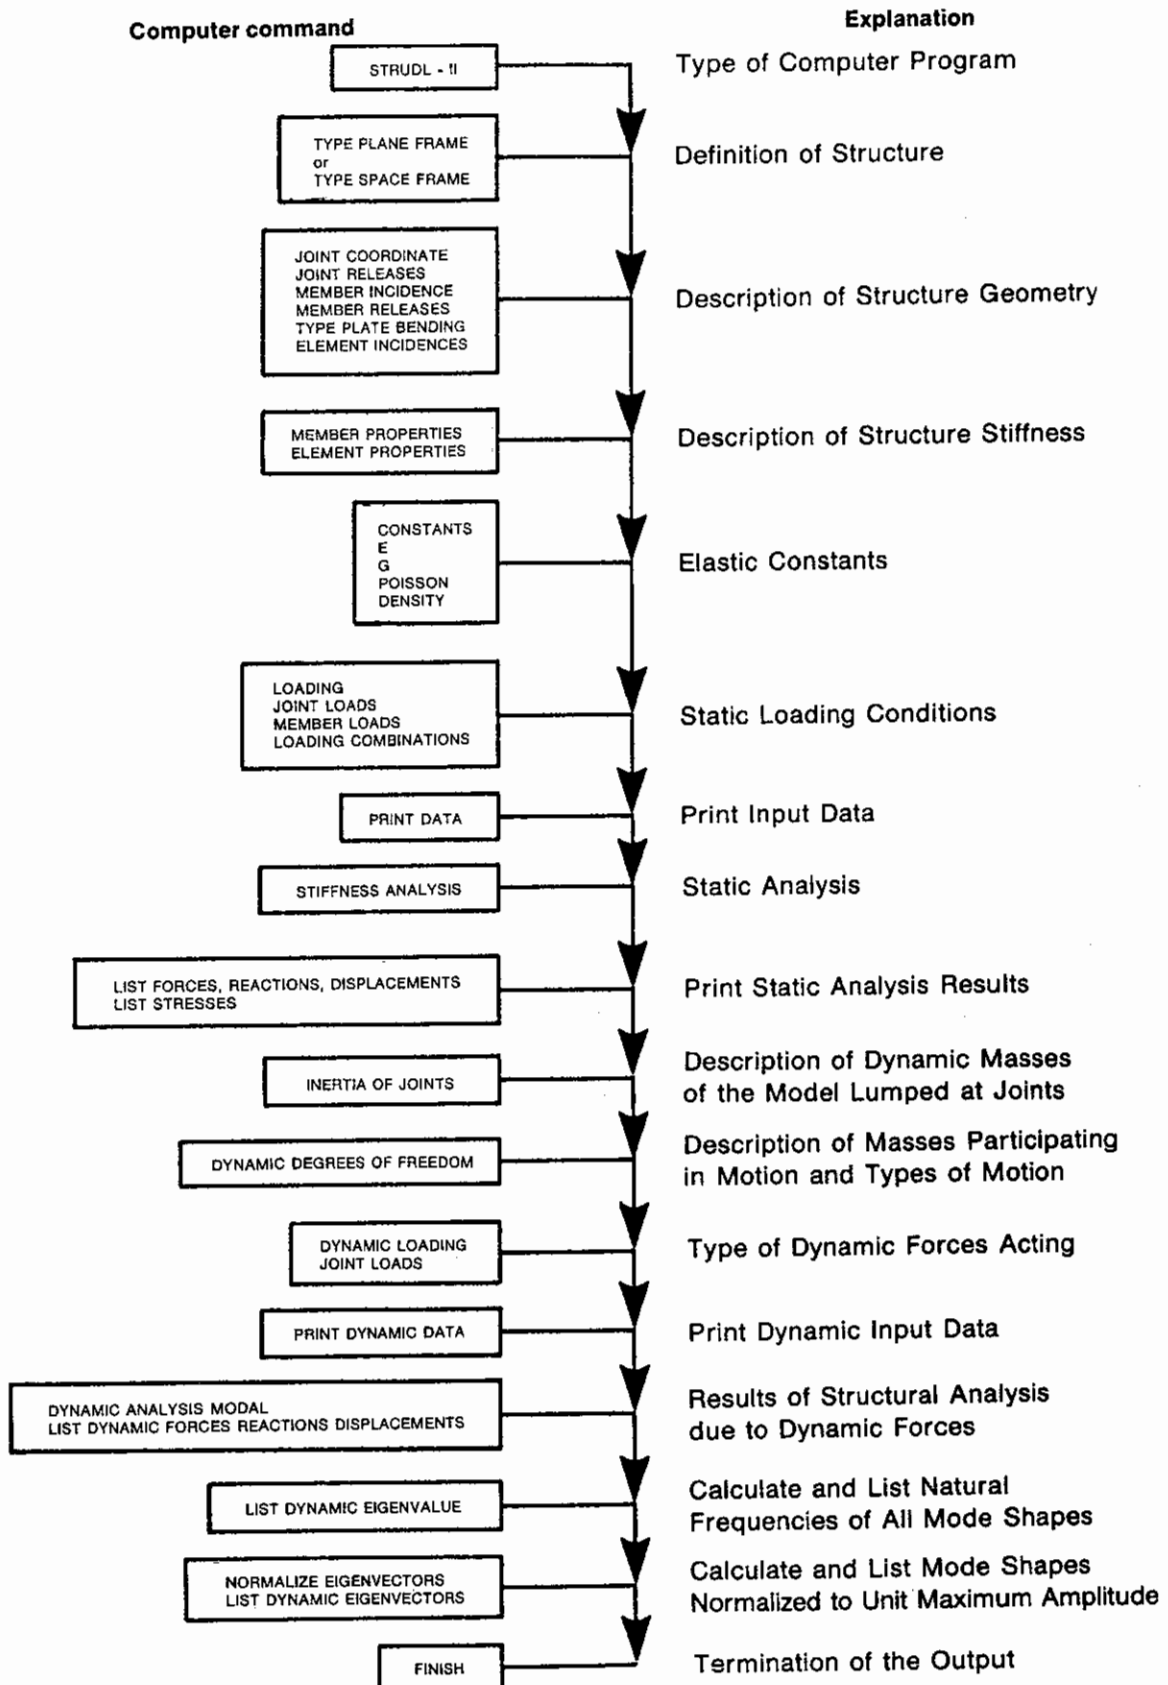 Computer command
Explanation
STRUDL - II
Type of Computer Program
TYPE PLANE FRAME
or
TYPE SPACE FRAME
Definition of Structure
JOINT COORDINATE
JOINT RELEASES
MEMBER INCIDENCE
MEMBER RELEASES
TYPE PLATE BENDING
ELEMENT INCIDENCES
Description of Structure Geometry
MEMBER PROPERTIES
ELEMENT PROPERTIES
Description of Structure Stiffness
CONSTANTS
E
G
POISSON
DENSITY
Elastic Constants
LOADING
JOINT LOADS
MEMBER LOADS
LOADING COMBINATIONS
Static Loading Conditions
PRINT DATA
Print Input Data
STIFFNESS ANALYSIS
Static Analysis
LIST FORCES, REACTIONS, DISPLACEMENTS
LIST STRESSES
Print Static Analysis Results
INERTIA OF JOINTS
Description of Dynamic Masses
of the Model Lumped at Joints
DYNAMIC DEGREES OF FREEDOM
Description of Masses Participating
in Motion and Types of Motion
DYNAMIC LOADING
JOINT LOADS
Type of Dynamic Forces Acting
PRINT DYNAMIC DATA
Print Dynamic Input Data
DYNAMIC ANALYSIS MODAL
LIST DYNAMIC FORCES REACTIONS DISPLACEMENTS
Results of Structural Analysis
due to Dynamic Forces
LIST DYNAMIC EIGENVALUE
Calculate and List Natural
Frequencies of All Mode Shapes
NORMALIZE EIGENVECTORS
LIST DYNAMIC EIGENVECTORS
Calculate and List Mode Shapes
Normalized to Unit Maximum Amplitude
FINISH
Termination of the Output